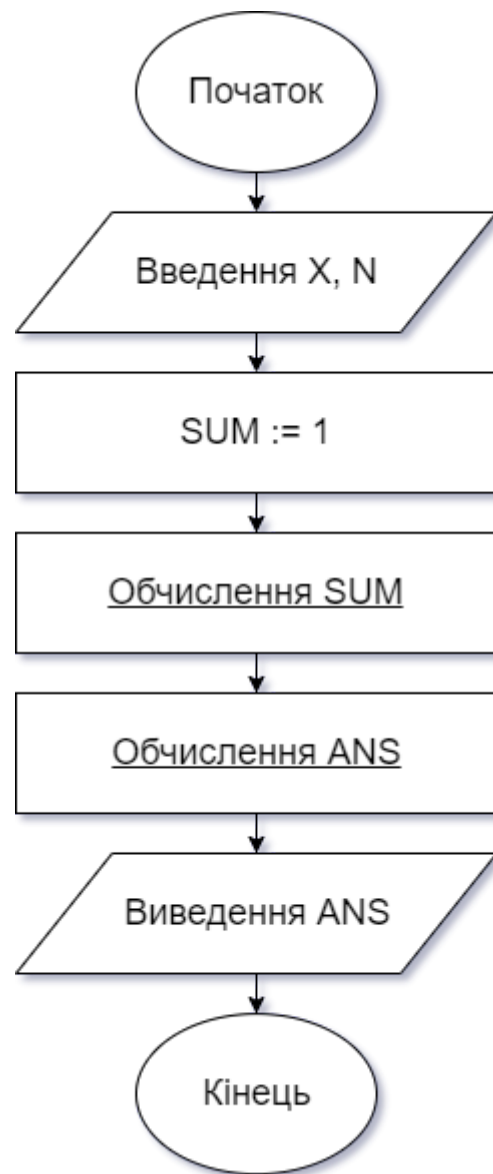 Початок
Введення X, N
SUM := 1
Обчислення SUM
Обчислення ANS
Виведення ANS
Кінець